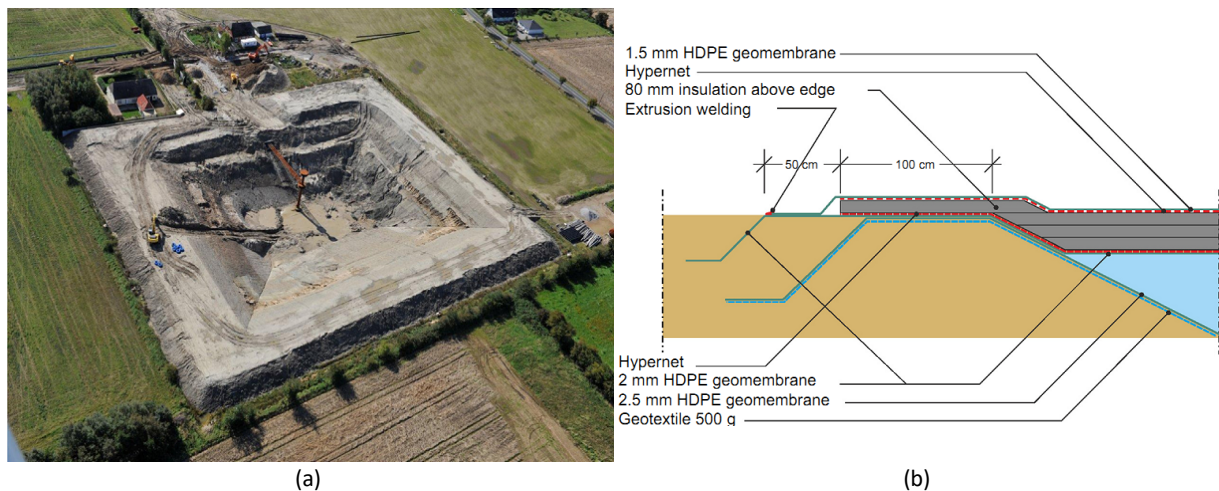 1.5 mm HDPE geomembrane
Hypernet
80 mm insulation above edge
Extrusion welding
50 cm
100 cm
Hypernet
2 mm HDPE geomembrane
2.5 mm HDPE geomembrane
Geotextile 500 g
(a)
(b)